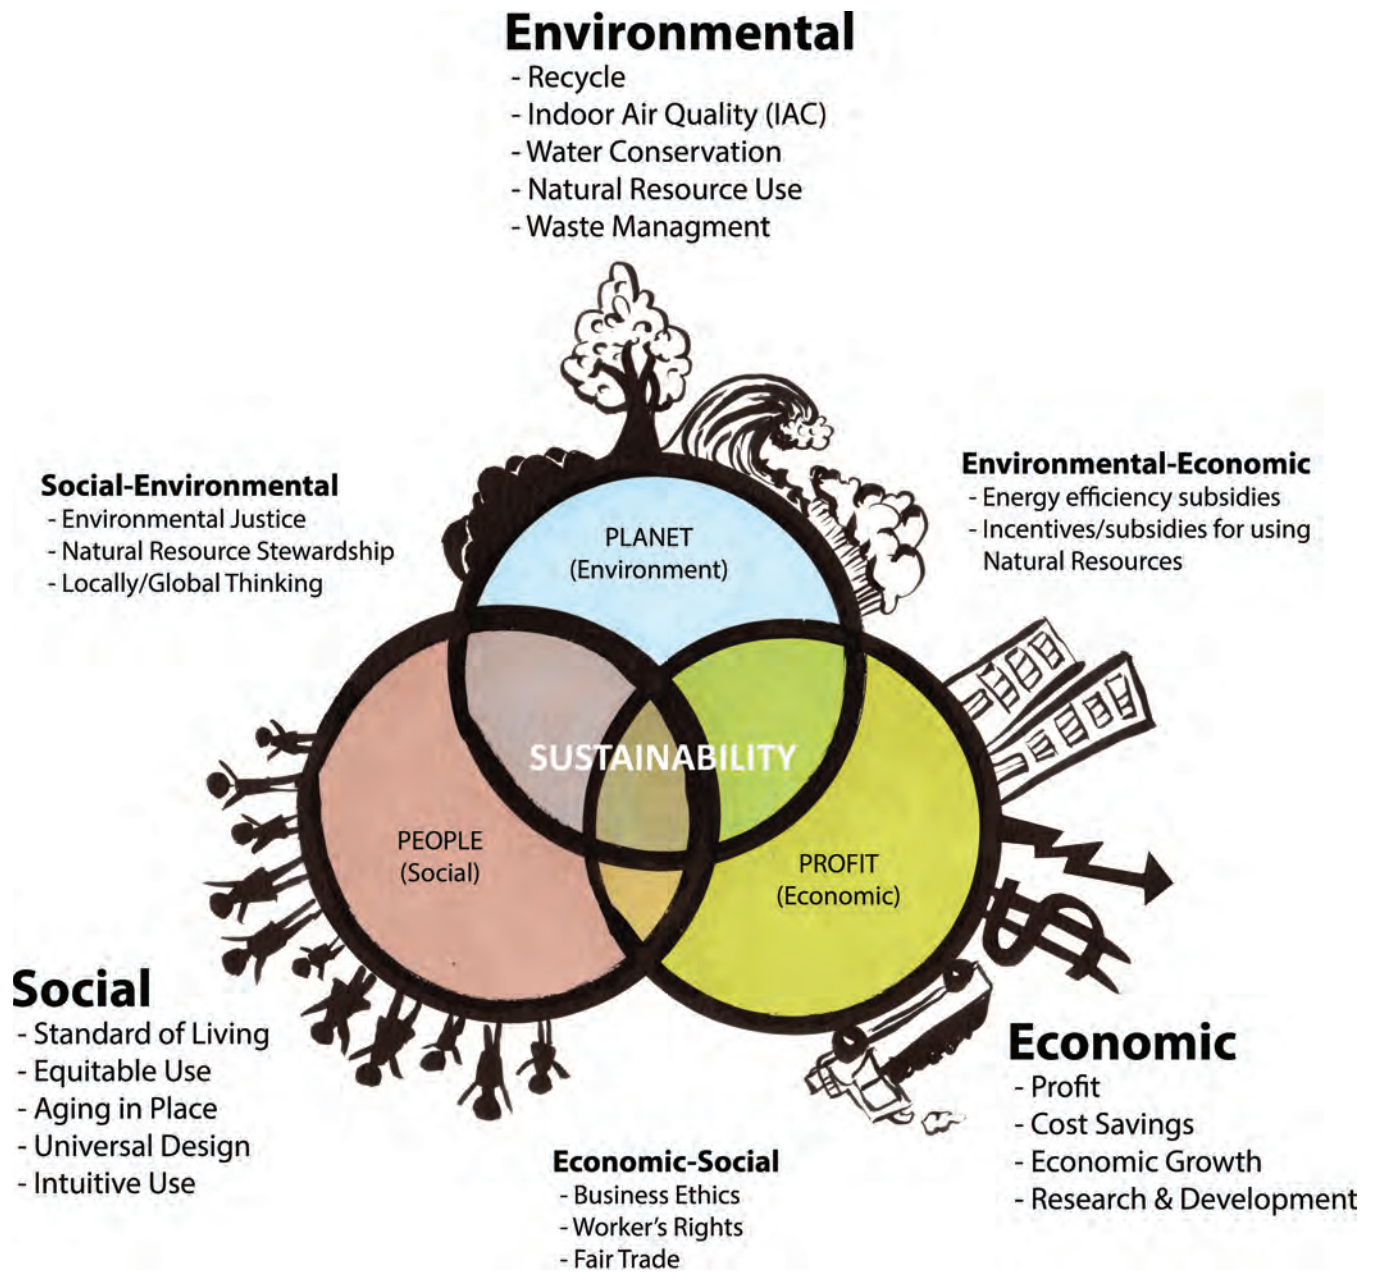 Environmental
- Recycle
- Indoor Air Quality (IAC)
- Water Conservation
- Natural Resource Use
- Waste Managment
Social-Environmental
- Environmental Justice
- Natural Resource Stewardship
- Locally/Global Thinking
Environmental-Economic
- Energy efficiency subsidies
- Incentives/subsidies for using
Natural Resources
PLANET
(Environment)
SUSTAINABILITY
PEOPLE
(Social)
PROFIT
(Economic)
Social
- Standard of Living
- Equitable Use
- Aging in Place
- Universal Design
- Intuitive Use
Economic
- Profit
- Cost Savings
- Economic Growth
- Research & Development
Economic-Social
- Business Ethics
- Worker's Rights
- Fair Trade